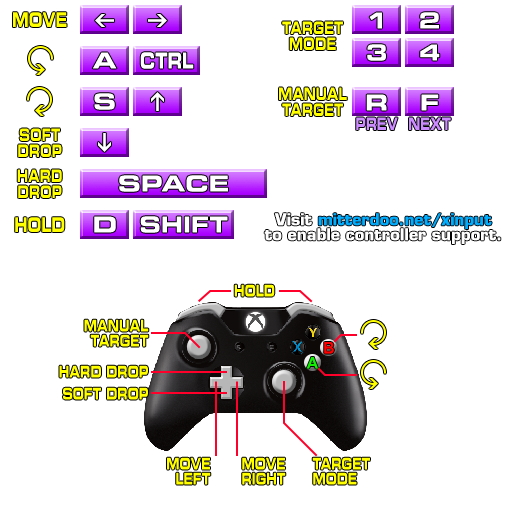 MOVE ← →
A CTRL
S ↑
SOFT
DROP ↓
HARD
DROP SPACE
HOLD D SHIFT
TARGET
MODE
1 2
3 4
MANUAL
TARGET
R F
PREV NEXT
Visit mitterdoo.net/xinput
to enable controller support.
HOLD
MANUAL
TARGET
HARD DROP
SOFT DROP
Y
X B
A
MOVE
LEFT
MOVE
RIGHT
TARGET
MODE